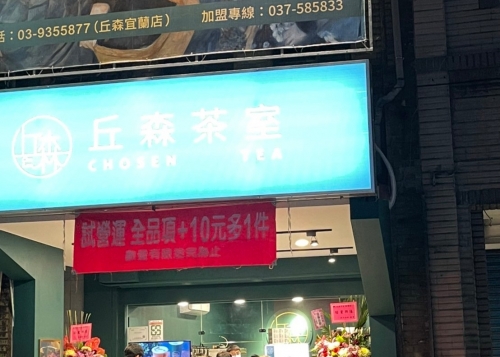 話：03-9355877（丘森宜蘭店）
加盟專線：037-585833
丘森茶室
CHOSEN TEA
試營運 全品項+10元多1件